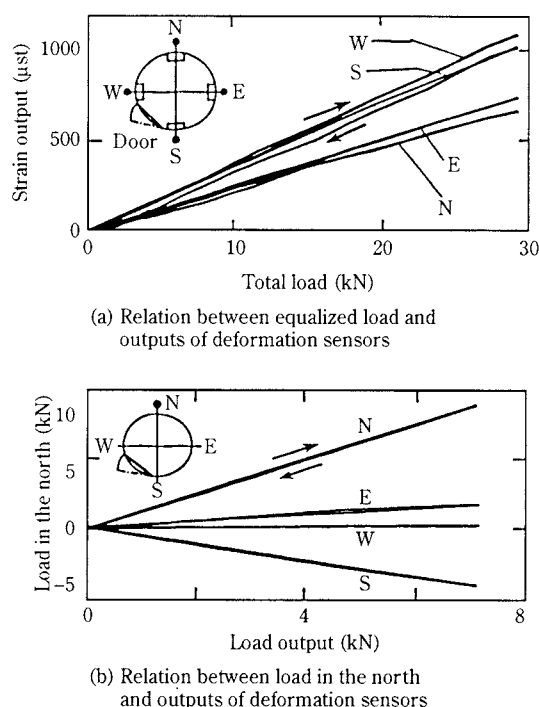 Strain output (μst)
1000
500
0
N
W
E
Door
S
W
S
E
N
0
10
20
30
Total load (kN)
(a) Relation between equalized load and
outputs of deformation sensors
Load in the north (kN)
10
5
0
−5
N
W
E
S
N
E
W
S
0
4
6
8
Load output (kN)
(b) Relation between load in the north
and outputs of deformation sensors